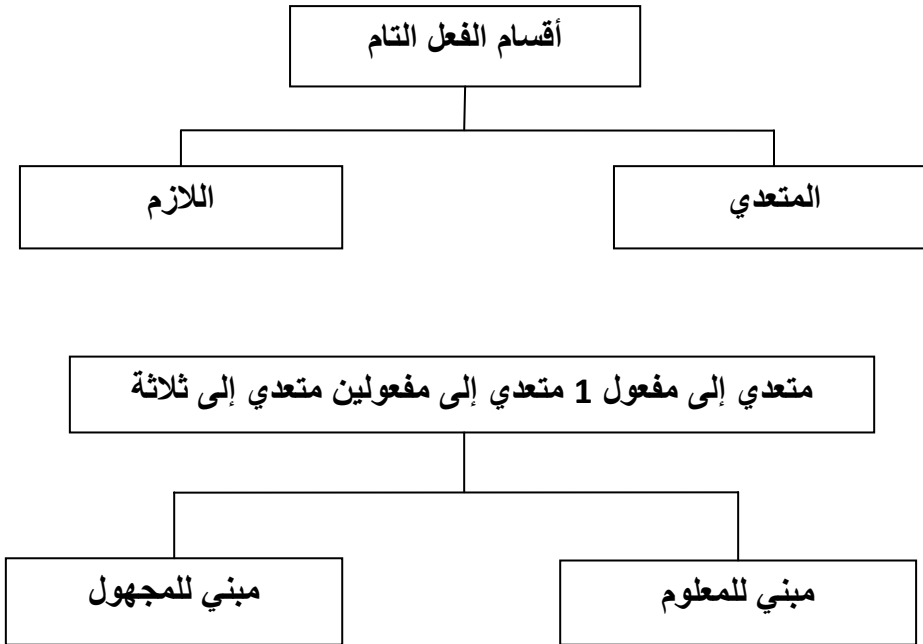 أقسام الفعل التام
المتعدي
اللازم
متعدي إلى مفعول 1 متعدي إلى مفعولين متعدي إلى ثلاثة
مبني للمعلوم
مبني للمجهول